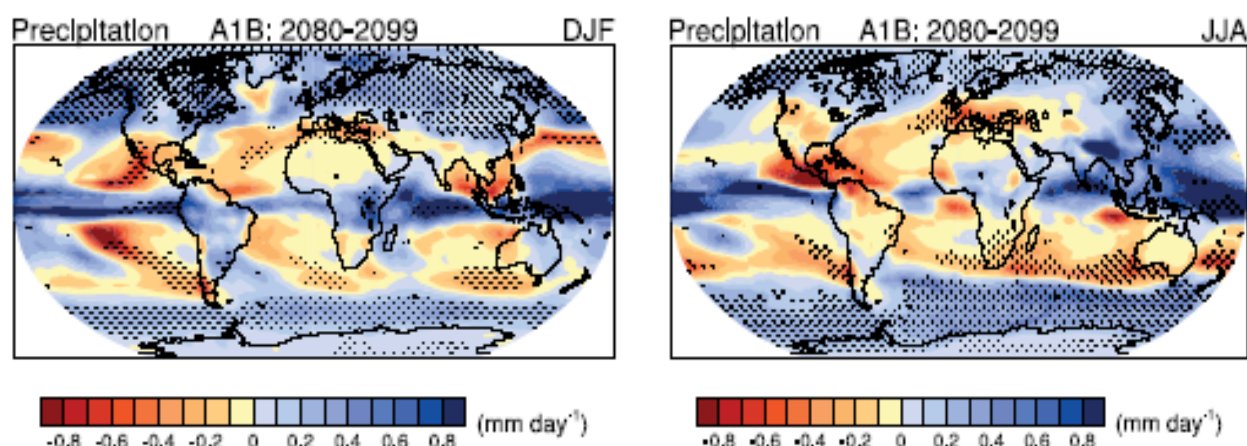 Precipitation A1B: 2080-2099 DJF
Precipitation A1B: 2080-2099 JJA
-0.8 -0.6 -0.4 -0.2 0 0.2 0.4 0.6 0.8 (mm day-1)
-0.8 -0.6 -0.4 -0.2 0 0.2 0.4 0.6 0.8 (mm day-1)